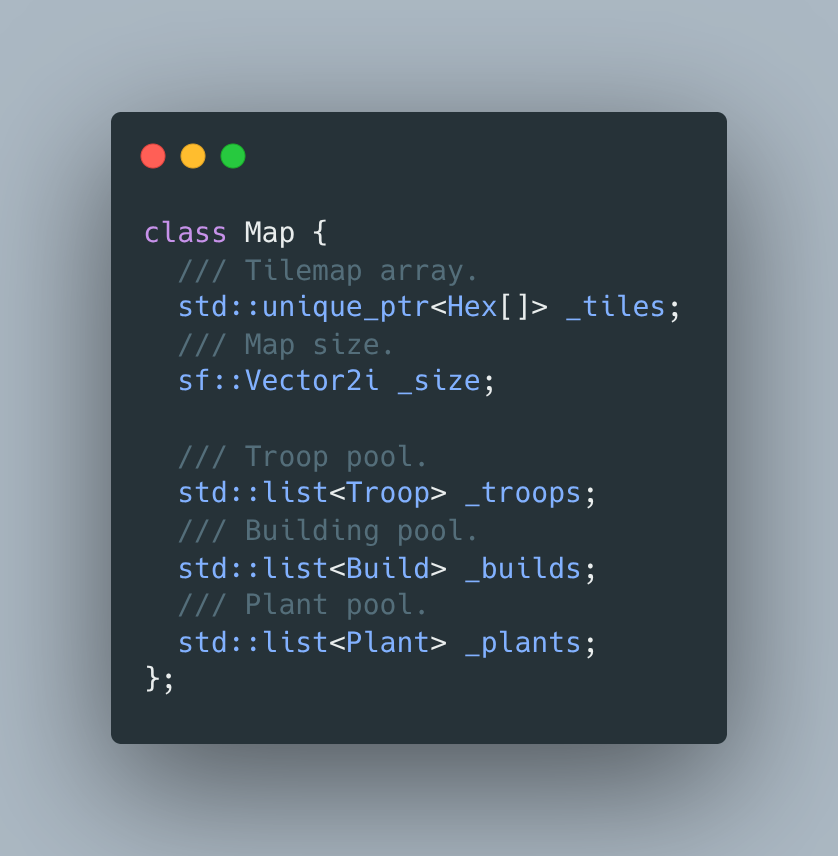 class Map {
  /// Tilemap array.
  std::unique_ptr<Hex[]> _tiles;
  /// Map size.
  sf::Vector2i _size;

  /// Troop pool.
  std::list<Troop> _troops;
  /// Building pool.
  std::list<Build> _builds;
  /// Plant pool.
  std::list<Plant> _plants;
};